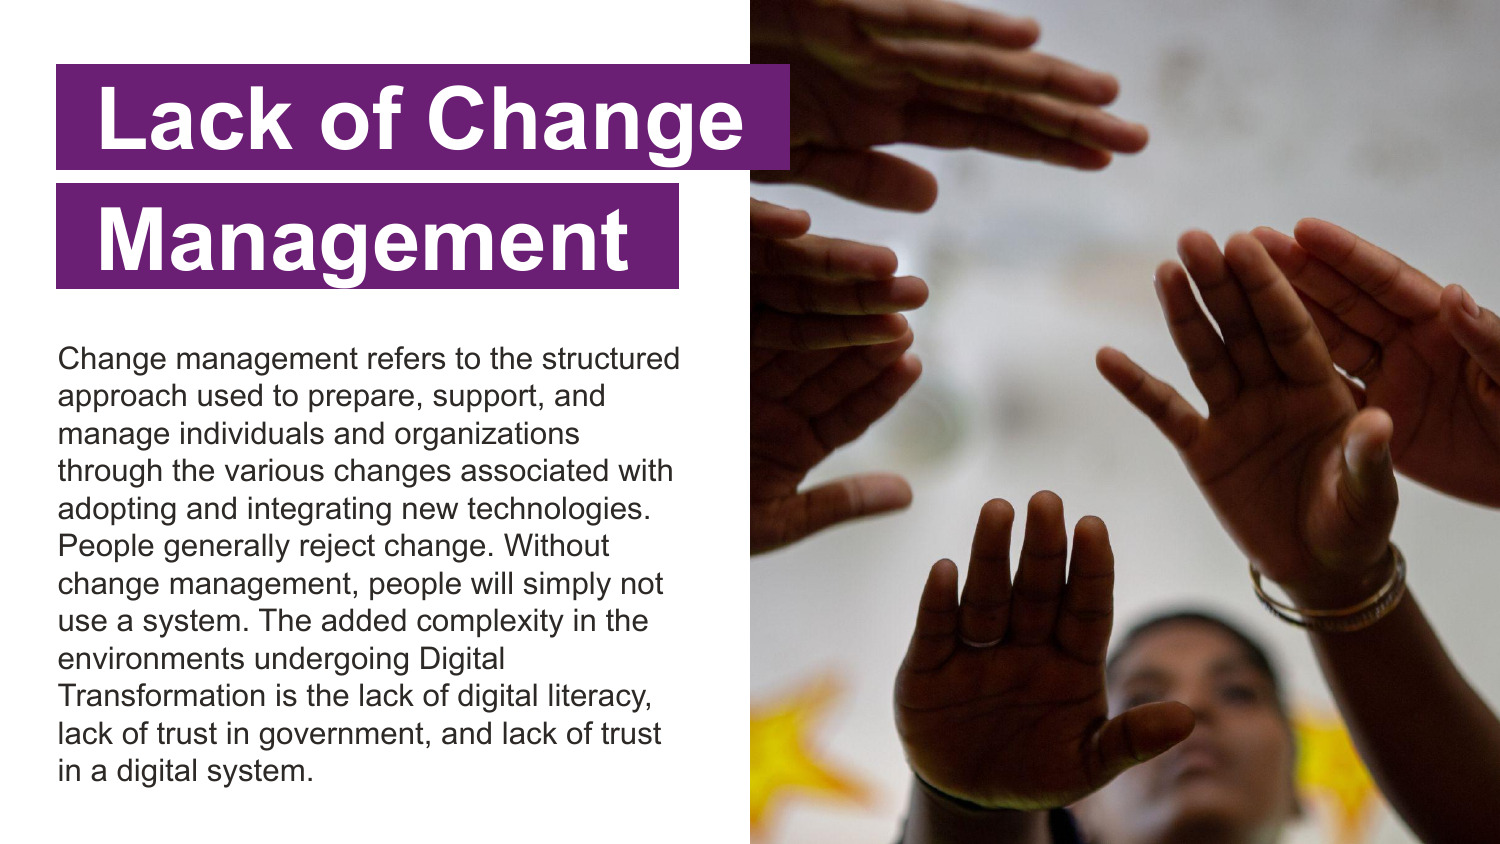 Lack of Change
Management
Change management refers to the structured
approach used to prepare, support, and
manage individuals and organizations
through the various changes associated with
adopting and integrating new technologies.
People generally reject change. Without
change management, people will simply not
use a system. The added complexity in the
environments undergoing Digital
Transformation is the lack of digital literacy,
lack of trust in government, and lack of trust
in a digital system.